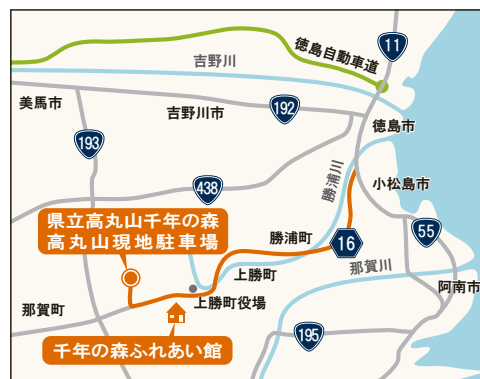 徳島自動車道
11
吉野川
美馬市
吉野川市
192
徳島市
193
438
勝浦川
小松島市
県立高丸山千年の森
高丸山現地駐車場
勝浦町
16
55
那賀川
上勝町
阿南市
那賀町
上勝町役場
千年の森ふれあい館
195